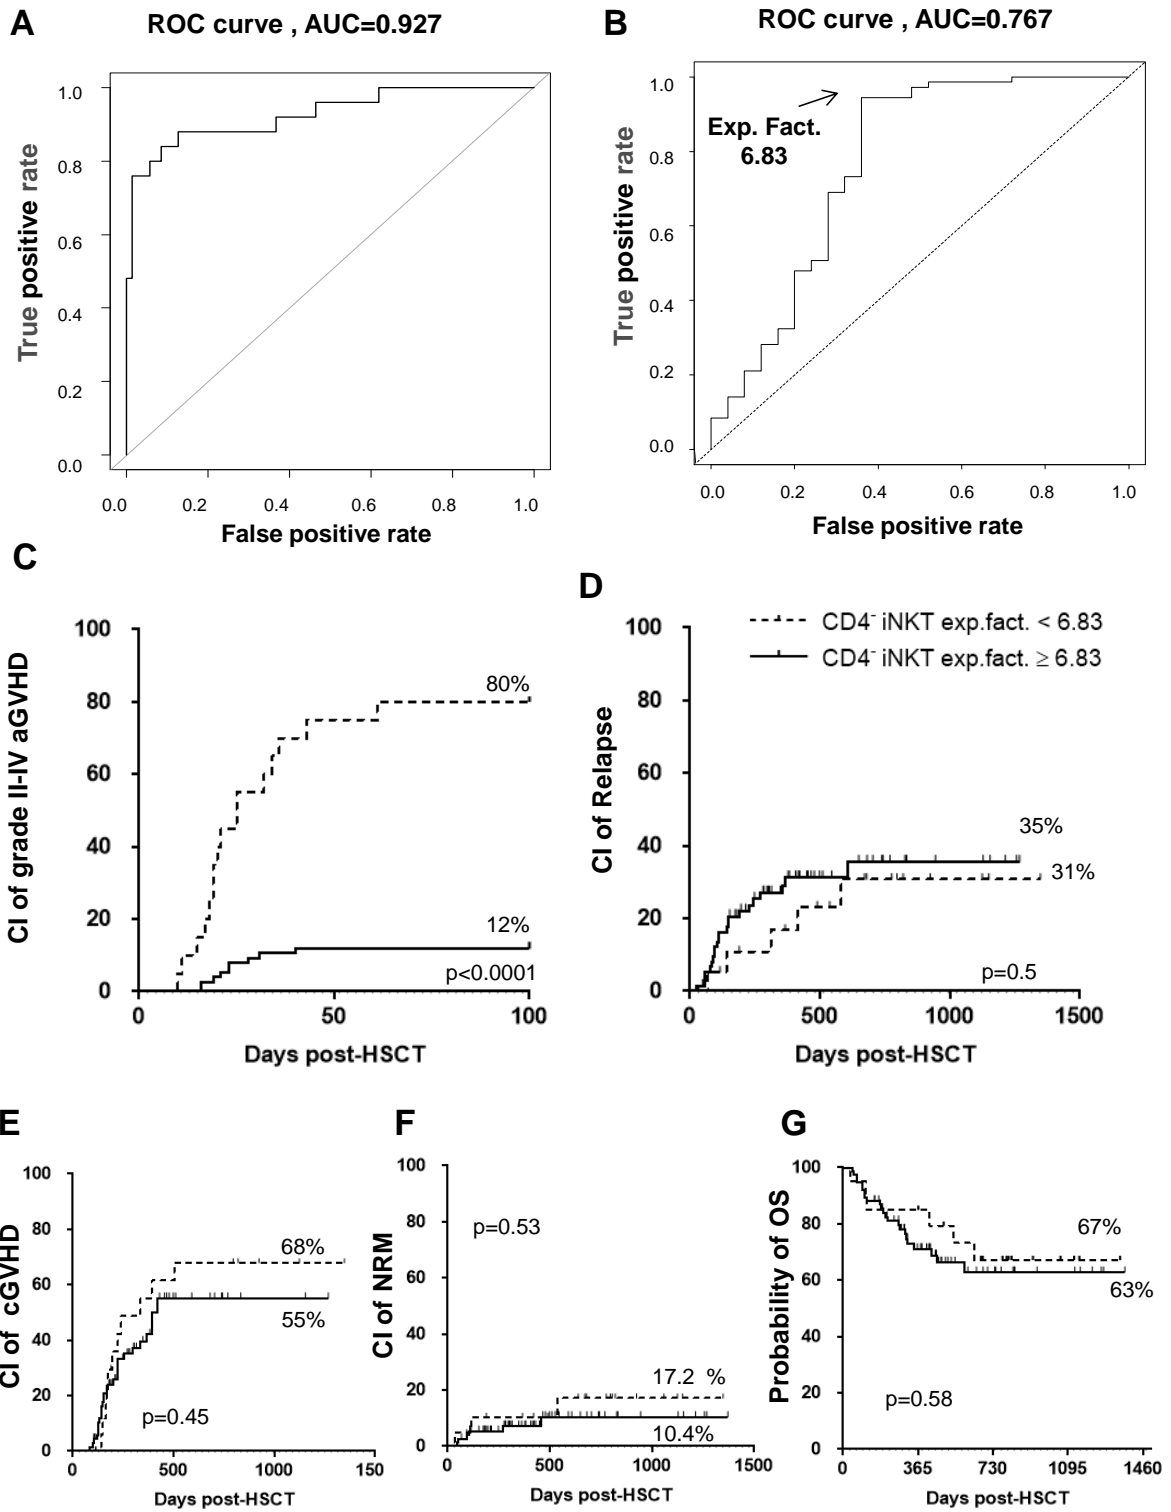 A
ROC curve , AUC=0.927
1.0
0.8
0.6
0.4
0.2
0.0
True positive rate
0.0 0.2 0.4 0.6 0.8 1.0
False positive rate
B
ROC curve , AUC=0.767
1.0
0.8
0.6
0.4
0.2
0.0
True positive rate
Exp. Fact.
6.83
0.0 0.2 0.4 0.6 0.8 1.0
False positive rate
C
100
80
60
40
20
0
CI of grade II-IV aGVHD
80%
12%
p<0.0001
0 50 100
Days post-HSCT
D
CD4⁻ iNKT exp.fact. < 6.83
CD4⁻ iNKT exp.fact. ≥ 6.83
100
80
60
40
20
0
CI of Relapse
35%
31%
p=0.5
0 500 1000 1500
Days post-HSCT
E
100
80
60
40
20
0
CI of cGVHD
68%
55%
p=0.45
0 500 1000 150
Days post-HSCT
F
100
80
60
40
20
0
CI of NRM
p=0.53
17.2 %
10.4%
0 500 1000 1500
Days post-HSCT
G
100
80
60
40
20
0
Probability of OS
67%
63%
p=0.58
0 365 730 1095 1460
Days post-HSCT